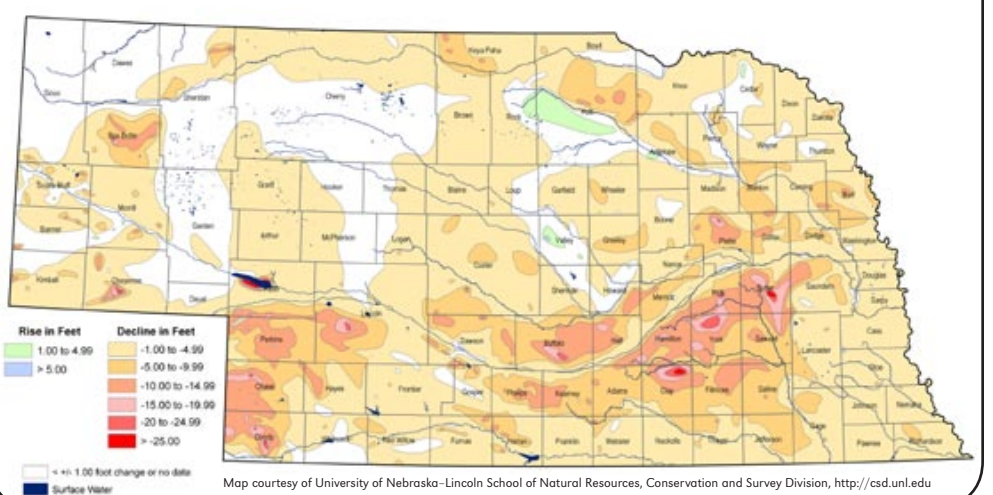 Keya Paha Boyd
Dawes
Sioux Sheridan Cherry Knox Cedar
Brown Rock Holt Dixon
Dakota
Box Butte Antelope Pierce Wayne Thurston
Scotts Bluff Grant Hooker Thomas Blaine Loup Garfield Wheeler Madison Stanton Cuming Burt
Morrill Boone
Banner Garden Arthur McPherson Logan Valley Greeley Platte Colfax Dodge Washington
Custer Nance
Kimball Cheyenne Douglas
Deuel Sherman Howard Merrick Polk Butler Saunders Sarpy
Lincoln
Perkins Dawson Buffalo Hall Hamilton York Seward Lancaster Cass
Otoe
Chase Hayes Frontier Gosper Phelps Kearney Adams Clay Fillmore Saline
Johnson Nemaha
Gage
Dundy Red Willow Furnas Harlan Franklin Webster Nuckolls Thayer Jefferson Pawnee Richardson
Rise in Feet Decline in Feet
1.00 to 4.99 -1.00 to -4.99
> 5.00 -5.00 to -9.99
-10.00 to -14.99
-15.00 to -19.99
-20 to -24.99
> -25.00
< +/- 1.00 foot change or no data
Surface Water
Map courtesy of University of Nebraska–Lincoln School of Natural Resources, Conservation and Survey Division, http://csd.unl.edu